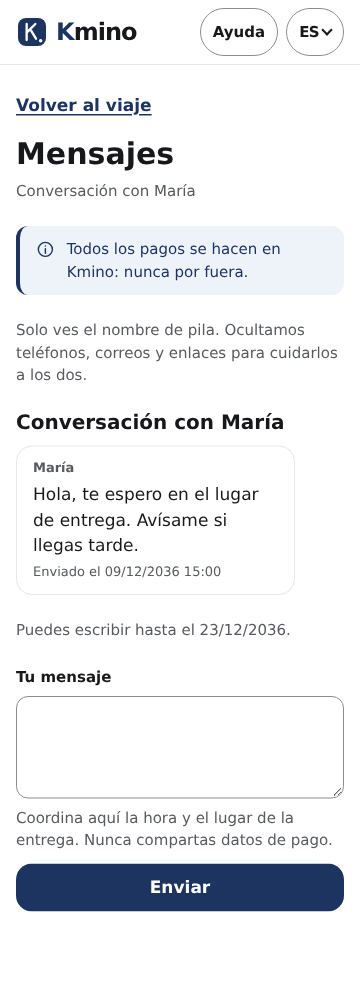 K. Kmino
Ayuda
ES
Volver al viaje
Mensajes
Conversación con María
Todos los pagos se hacen en
Kmino: nunca por fuera.
Solo ves el nombre de pila. Ocultamos
teléfonos, correos y enlaces para cuidarlos
a los dos.
Conversación con María
María
Hola, te espero en el lugar
de entrega. Avísame si
llegas tarde.
Enviado el 09/12/2036 15:00
Puedes escribir hasta el 23/12/2036.
Tu mensaje
Coordina aquí la hora y el lugar de la
entrega. Nunca compartas datos de pago.
Enviar